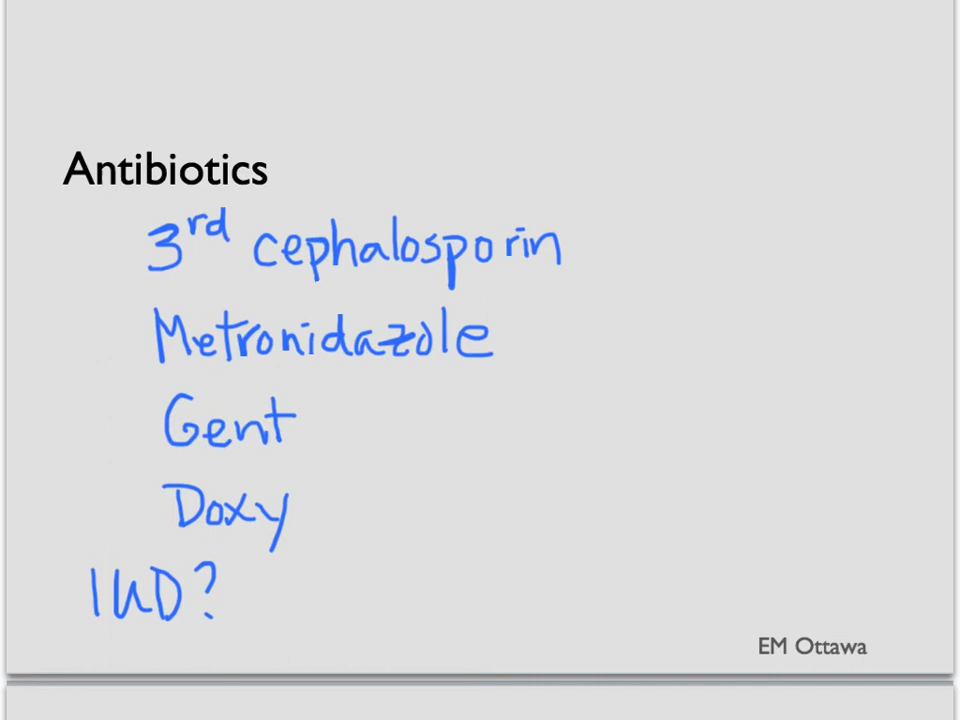 Antibiotics
3rd cephalosporin
Metronidazole
Gent
Doxy
IUD?
EM Ottawa